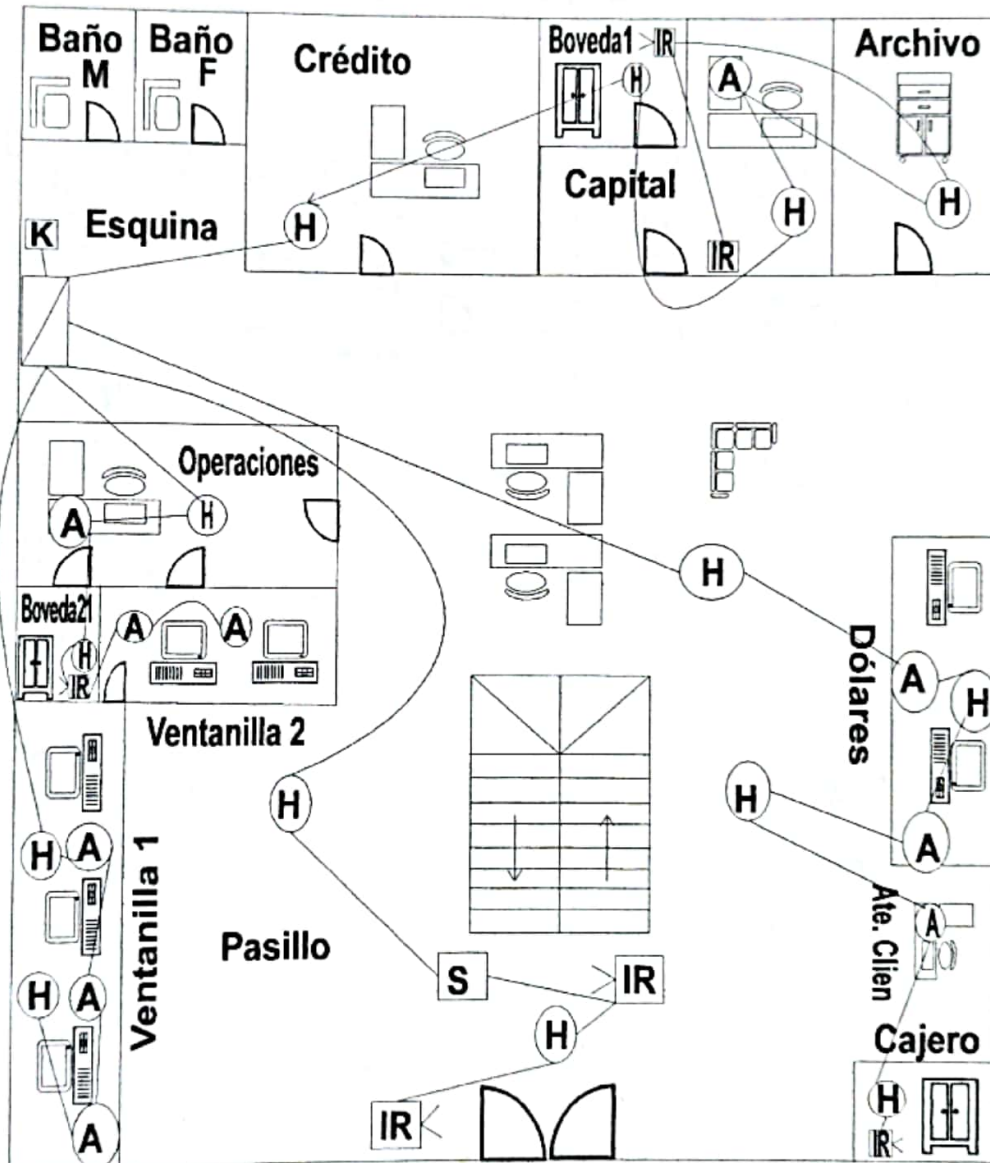 Baño
M
Baño
F
Crédito
Boveda1
IR
H
A
Archivo
Capital
H
H
H
IR
K
Esquina
Operaciones
A
H
H
Boveda21
A
A
H
IR
Ventanilla 2
Dólares
A
H
H
H
A
H
A
Ventanilla 1
Pasillo
Ate. Clien
A
S
IR
H
A
H
Cajero
H
IR
A
IR